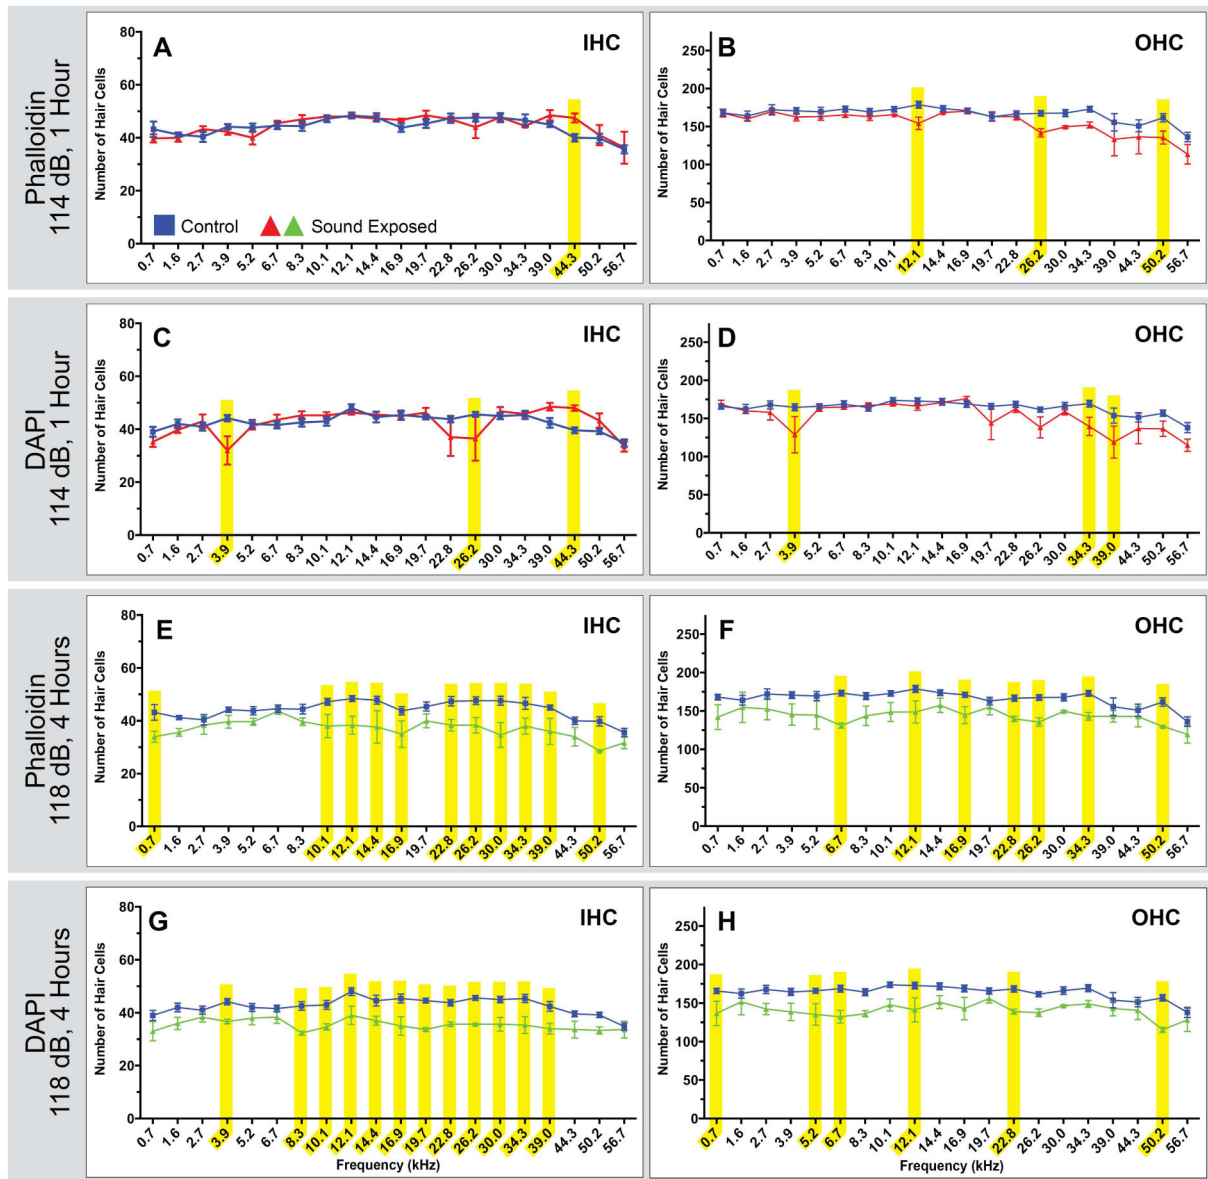 Phalloidin
114 dB, 1 Hour
A
IHC
Number of Hair Cells
80
60
40
20
0
Control
Sound Exposed
0.7 1.6 2.7 3.9 5.2 6.7 8.3 10.1 12.1 14.4 16.9 19.7 22.8 26.2 30.0 34.3 39.0 44.3 50.2 56.7
B
OHC
Number of Hair Cells
250
200
150
100
50
0
0.7 1.6 2.7 3.9 5.2 6.7 8.3 10.1 12.1 14.4 16.9 19.7 22.8 26.2 30.0 34.3 39.0 44.3 50.2 56.7
DAPI
114 dB, 1 Hour
C
IHC
Number of Hair Cells
80
60
40
20
0
0.7 1.6 2.7 3.9 5.2 6.7 8.3 10.1 12.1 14.4 16.9 19.7 22.8 26.2 30.0 34.3 39.0 44.3 50.2 56.7
D
OHC
Number of Hair Cells
250
200
150
100
50
0
0.7 1.6 2.7 3.9 5.2 6.7 8.3 10.1 12.1 14.4 16.9 19.7 22.8 26.2 30.0 34.3 39.0 44.3 50.2 56.7
Phalloidin
118 dB, 4 Hours
E
IHC
Number of Hair Cells
80
60
40
20
0
0.7 1.6 2.7 3.9 5.2 6.7 8.3 10.1 12.1 14.4 16.9 19.7 22.8 26.2 30.0 34.3 39.0 44.3 50.2 56.7
F
OHC
Number of Hair Cells
250
200
150
100
50
0
0.7 1.6 2.7 3.9 5.2 6.7 8.3 10.1 12.1 14.4 16.9 19.7 22.8 26.2 30.0 34.3 39.0 44.3 50.2 56.7
DAPI
118 dB, 4 Hours
G
IHC
Number of Hair Cells
80
60
40
20
0
0.7 1.6 2.7 3.9 5.2 6.7 8.3 10.1 12.1 14.4 16.9 19.7 22.8 26.2 30.0 34.3 39.0 44.3 50.2 56.7
Frequency (kHz)
H
OHC
Number of Hair Cells
250
200
150
100
50
0
0.7 1.6 2.7 3.9 5.2 6.7 8.3 10.1 12.1 14.4 16.9 19.7 22.8 26.2 30.0 34.3 39.0 44.3 50.2 56.7
Frequency (kHz)